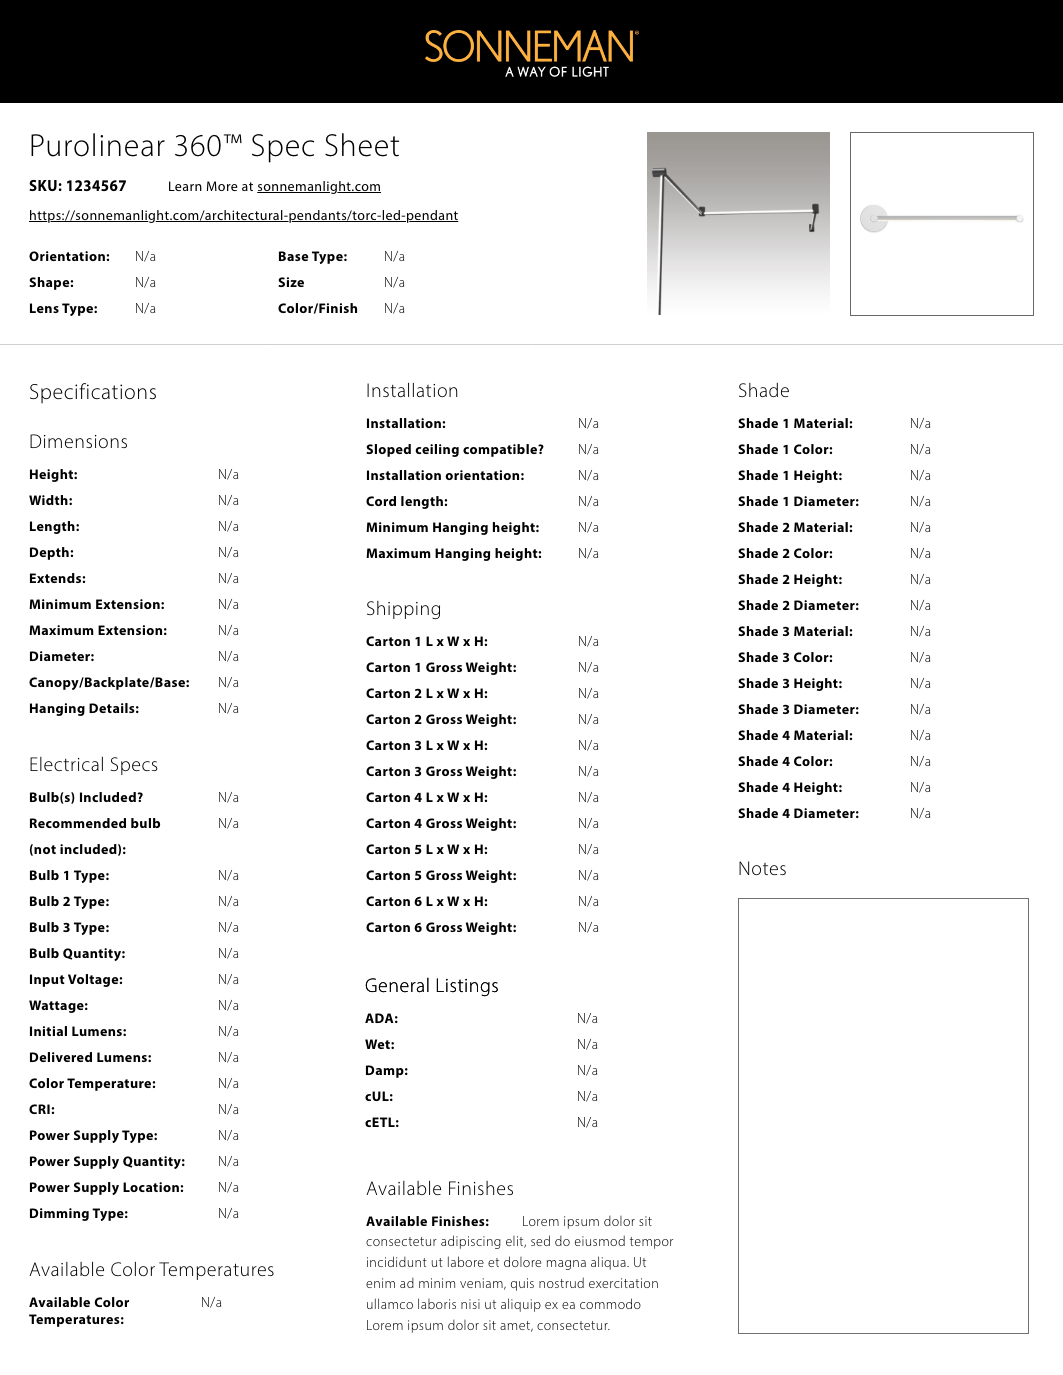 SONNEMAN®
A WAY OF LIGHT
Purolinear 360™ Spec Sheet
SKU: 1234567 Learn More at sonnemanlight.com
https://sonnemanlight.com/architectural-pendants/torc-led-pendant
Orientation: N/a Base Type: N/a
Shape: N/a Size N/a
Lens Type: N/a Color/Finish N/a
Specifications
Dimensions
Height: N/a
Width: N/a
Length: N/a
Depth: N/a
Extends: N/a
Minimum Extension: N/a
Maximum Extension: N/a
Diameter: N/a
Canopy/Backplate/Base: N/a
Hanging Details: N/a
Electrical Specs
Bulb(s) Included? N/a
Recommended bulb N/a
(not included):
Bulb 1 Type: N/a
Bulb 2 Type: N/a
Bulb 3 Type: N/a
Bulb Quantity: N/a
Input Voltage: N/a
Wattage: N/a
Initial Lumens: N/a
Delivered Lumens: N/a
Color Temperature: N/a
CRI: N/a
Power Supply Type: N/a
Power Supply Quantity: N/a
Power Supply Location: N/a
Dimming Type: N/a
Available Color Temperatures
Available Color N/a
Temperatures:
Installation
Installation: N/a
Sloped ceiling compatible? N/a
Installation orientation: N/a
Cord length: N/a
Minimum Hanging height: N/a
Maximum Hanging height: N/a
Shipping
Carton 1 L x W x H: N/a
Carton 1 Gross Weight: N/a
Carton 2 L x W x H: N/a
Carton 2 Gross Weight: N/a
Carton 3 L x W x H: N/a
Carton 3 Gross Weight: N/a
Carton 4 L x W x H: N/a
Carton 4 Gross Weight: N/a
Carton 5 L x W x H: N/a
Carton 5 Gross Weight: N/a
Carton 6 L x W x H: N/a
Carton 6 Gross Weight: N/a
General Listings
ADA: N/a
Wet: N/a
Damp: N/a
cUL: N/a
cETL: N/a
Available Finishes
Available Finishes: Lorem ipsum dolor sit
consectetur adipiscing elit, sed do eiusmod tempor
incididunt ut labore et dolore magna aliqua. Ut
enim ad minim veniam, quis nostrud exercitation
ullamco laboris nisi ut aliquip ex ea commodo
Lorem ipsum dolor sit amet, consectetur.
Shade
Shade 1 Material: N/a
Shade 1 Color: N/a
Shade 1 Height: N/a
Shade 1 Diameter: N/a
Shade 2 Material: N/a
Shade 2 Color: N/a
Shade 2 Height: N/a
Shade 2 Diameter: N/a
Shade 3 Material: N/a
Shade 3 Color: N/a
Shade 3 Height: N/a
Shade 3 Diameter: N/a
Shade 4 Material: N/a
Shade 4 Color: N/a
Shade 4 Height: N/a
Shade 4 Diameter: N/a
Notes